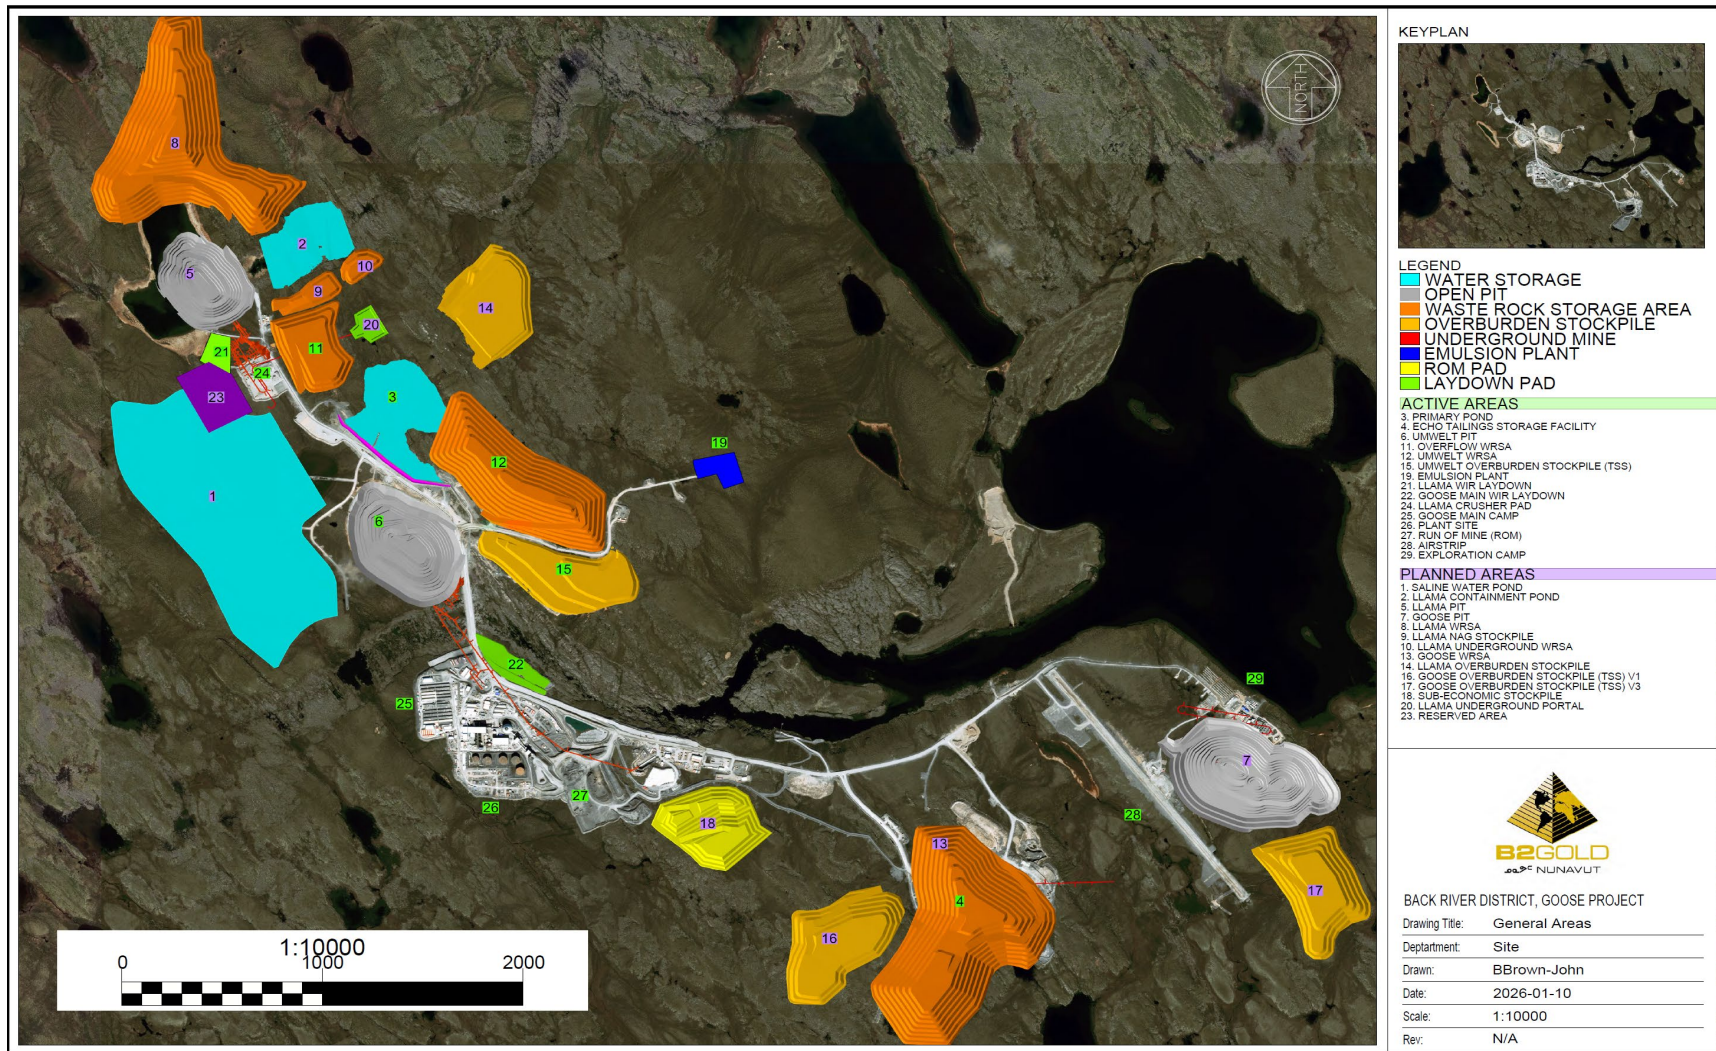 NORTH
8
2
5
10
9
14
20
11
21
24
3
23
19
12
1
6
15
22
29
25
7
27
26
28
18
13
17
4
16
1:10000
0 1000 2000
KEYPLAN
LEGEND
WATER STORAGE
OPEN PIT
WASTE ROCK STORAGE AREA
OVERBURDEN STOCKPILE
UNDERGROUND MINE
EMULSION PLANT
ROM PAD
LAYDOWN PAD
ACTIVE AREAS
3. PRIMARY POND
4. ECHO TAILINGS STORAGE FACILITY
6. UMWELT PIT
11. OVERFLOW WRSA
12. UMWELT WRSA
15. UMWELT OVERBURDEN STOCKPILE (TSS)
19. EMULSION PLANT
21. LLAMA WIR LAYDOWN
22. GOOSE MAIN WIR LAYDOWN
24. LLAMA CRUSHER PAD
25. GOOSE MAIN CAMP
26. PLANT SITE
27. RUN OF MINE (ROM)
28. AIRSTRIP
29. EXPLORATION CAMP
PLANNED AREAS
1. SALINE WATER POND
2. LLAMA CONTAINMENT POND
5. LLAMA PIT
7. GOOSE PIT
8. LLAMA WRSA
9. LLAMA NAG STOCKPILE
10. LLAMA UNDERGROUND WRSA
13. GOOSE WRSA
14. LLAMA OVERBURDEN STOCKPILE
16. GOOSE OVERBURDEN STOCKPILE (TSS) V1
17. GOOSE OVERBURDEN STOCKPILE (TSS) V3
18. SUB-ECONOMIC STOCKPILE
20. LLAMA UNDERGROUND PORTAL
23. RESERVED AREA
B2GOLD
NUNAVUT
BACK RIVER DISTRICT, GOOSE PROJECT
Drawing Title: General Areas
Deptartment: Site
Drawn: BBrown-John
Date: 2026-01-10
Scale: 1:10000
Rev: N/A